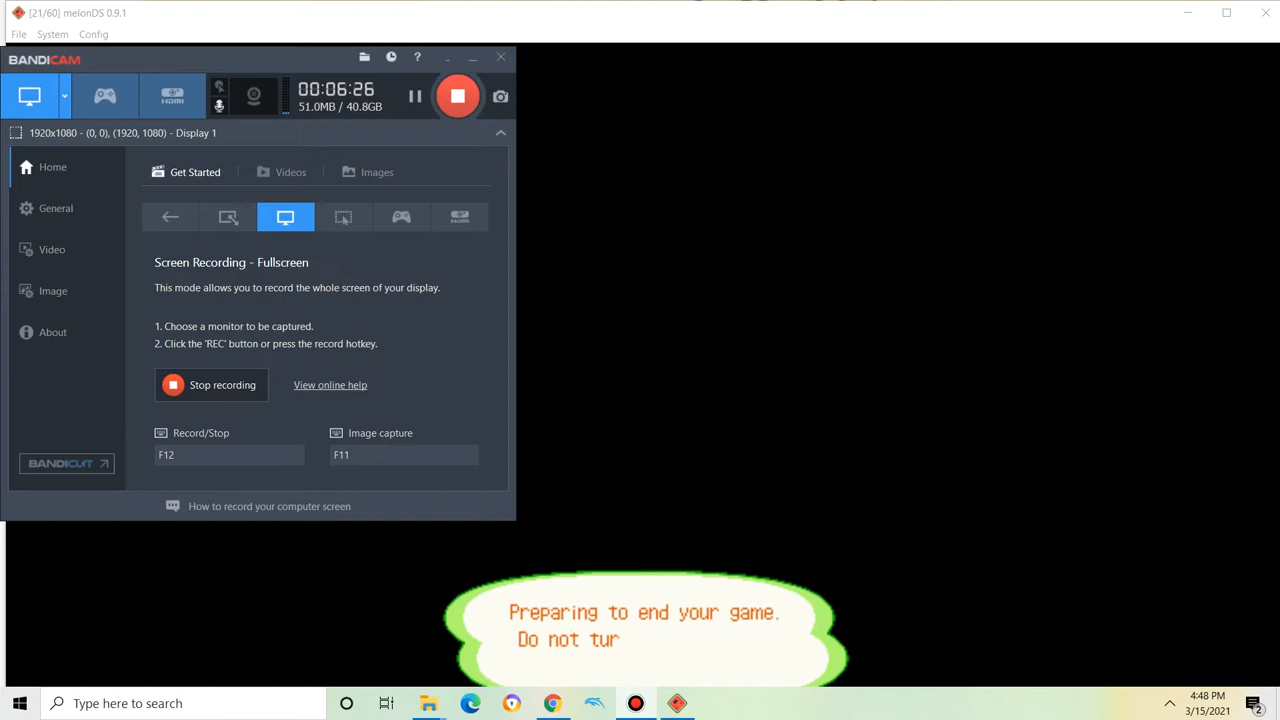 [21/60] melonDS 0.9.1
File System Config
BANDICAM
?
HDMI
00:06:26
51.0MB / 40.8GB
1920x1080 - (0, 0), (1920, 1080) - Display 1
Home
General
Video
Image
About
BANDICUT
Get Started
Videos
Images
Screen Recording - Fullscreen
This mode allows you to record the whole screen of your display.
1. Choose a monitor to be captured.
2. Click the 'REC' button or press the record hotkey.
Stop recording
View online help
Record/Stop
Image capture
F12
F11
How to record your computer screen
Preparing to end your game.
Do not tur
Type here to search
4:48 PM
3/15/2021
2